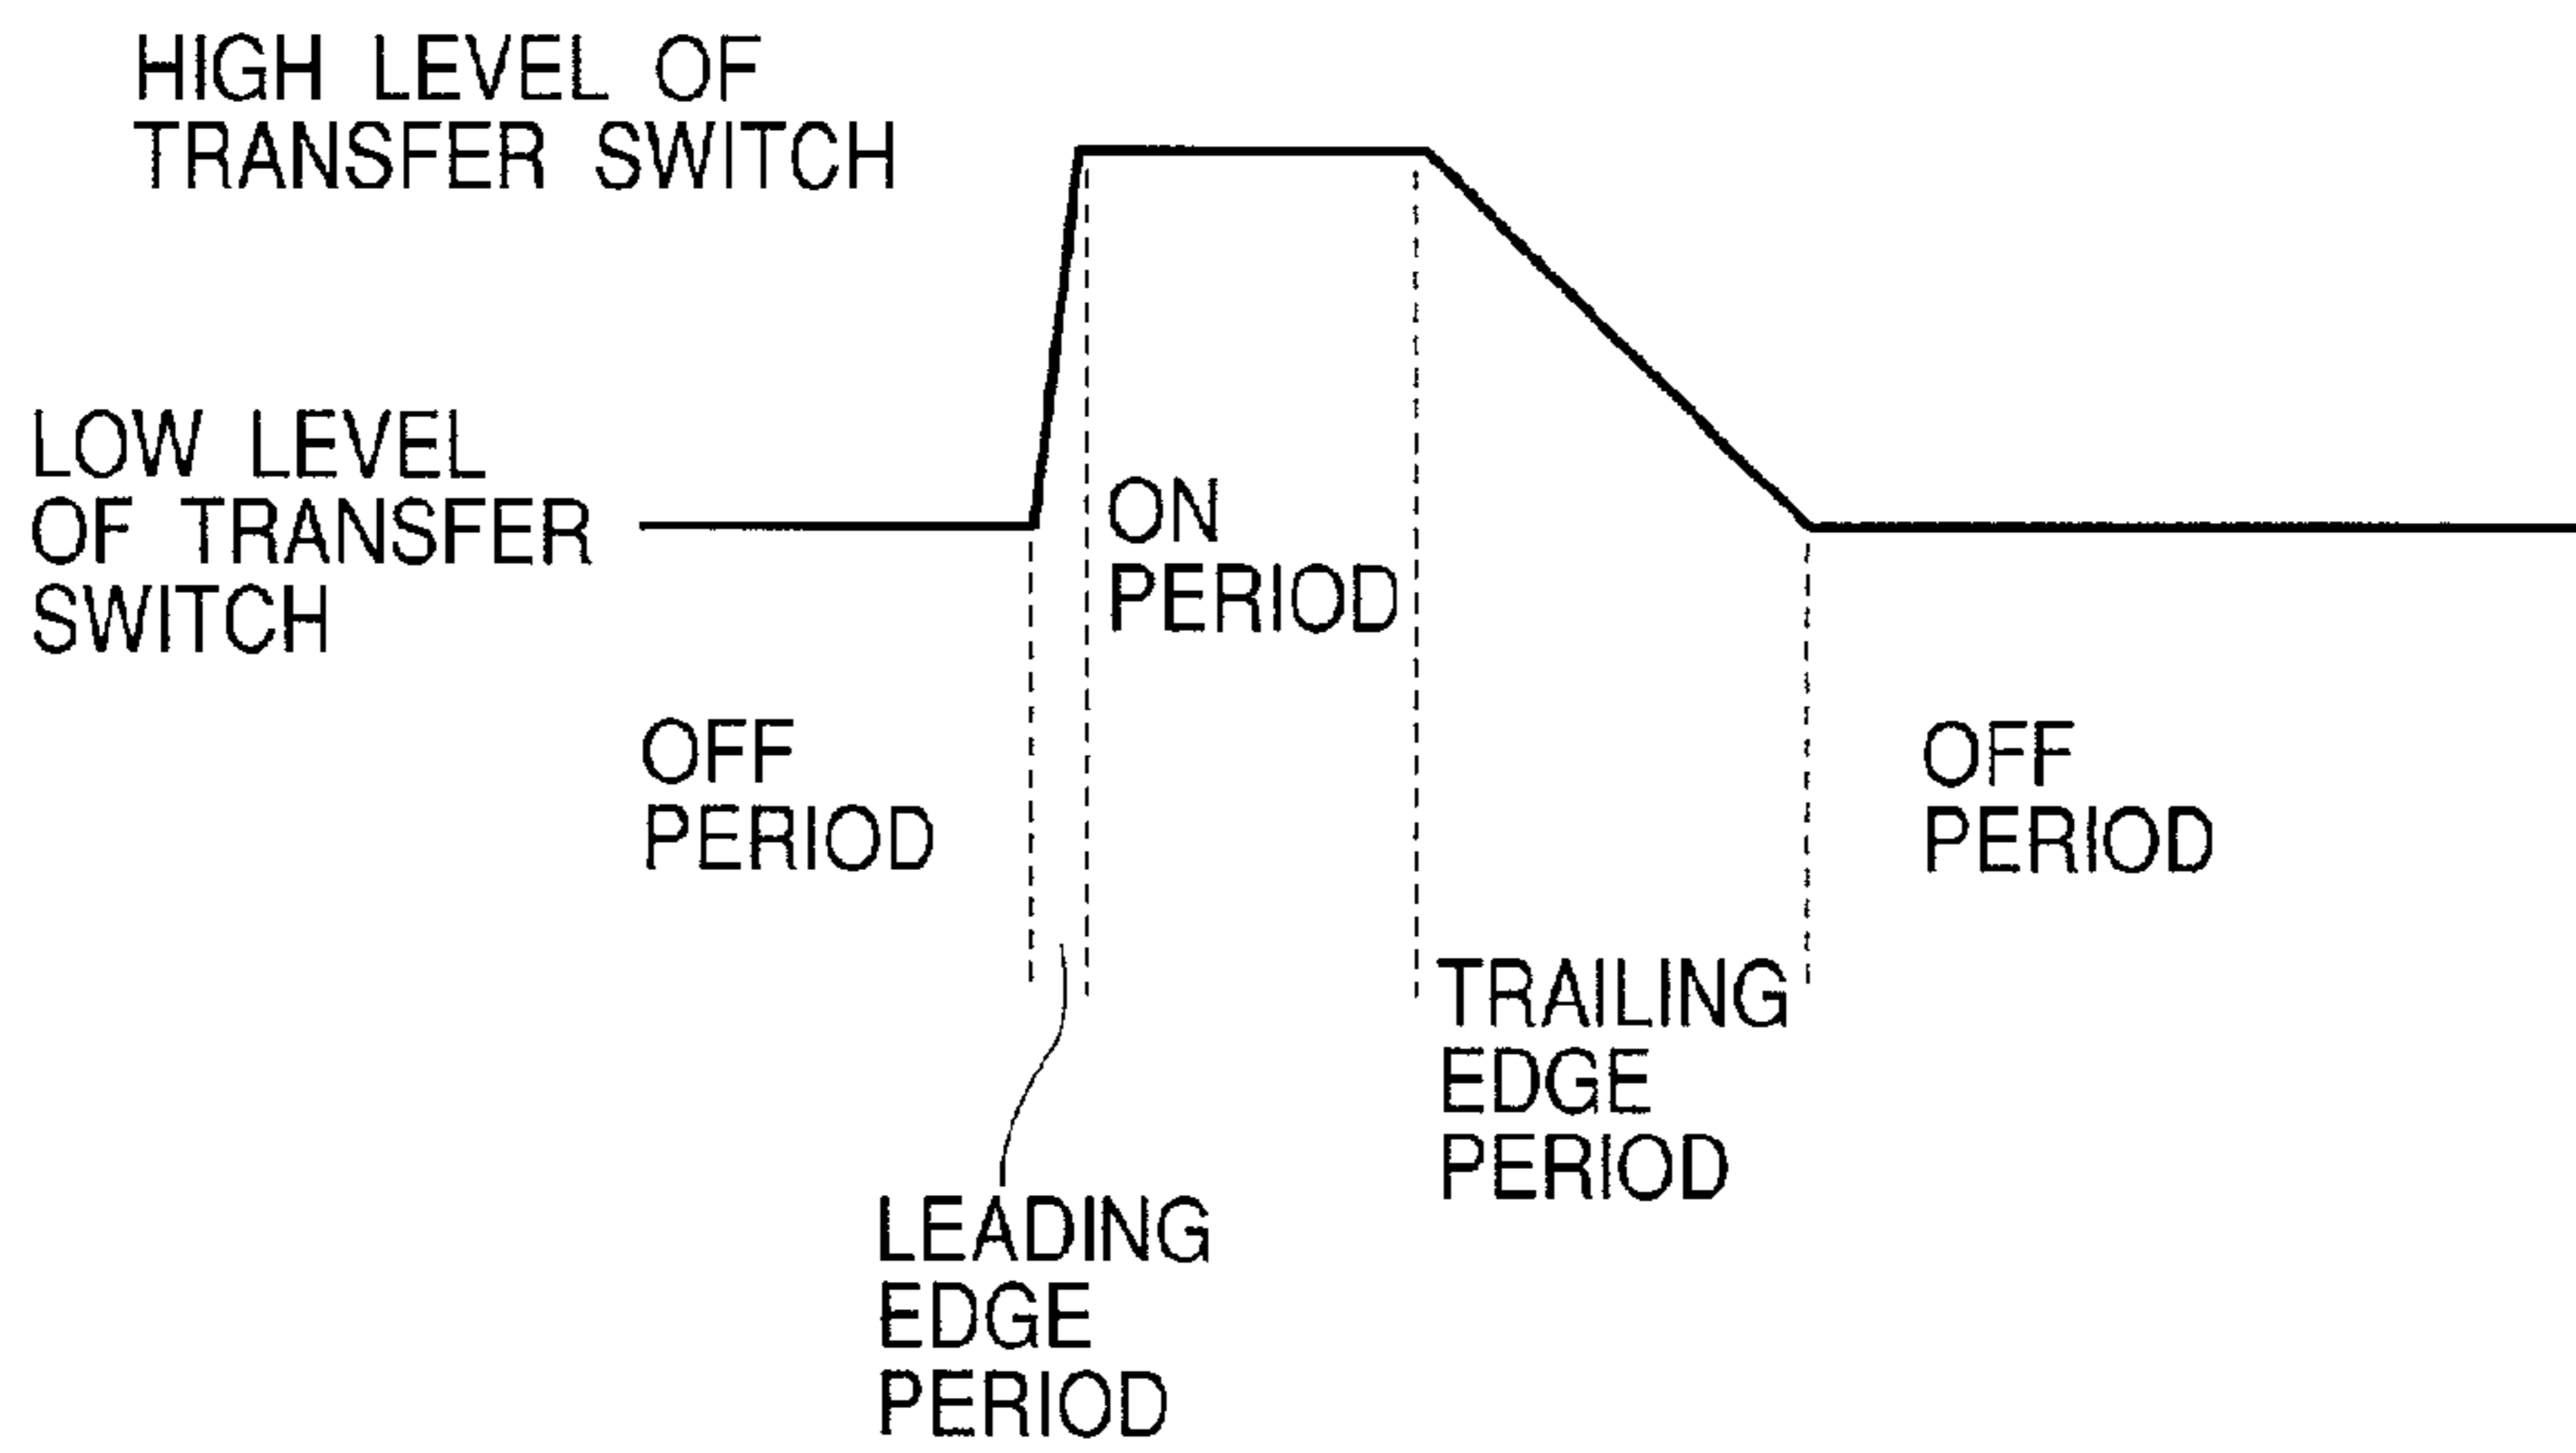 HIGH LEVEL OF
TRANSFER SWITCH
LOW LEVEL
OF TRANSFER
SWITCH
ON
PERIOD
OFF
PERIOD
OFF
PERIOD
TRAILING
EDGE
PERIOD
LEADING
EDGE
PERIOD